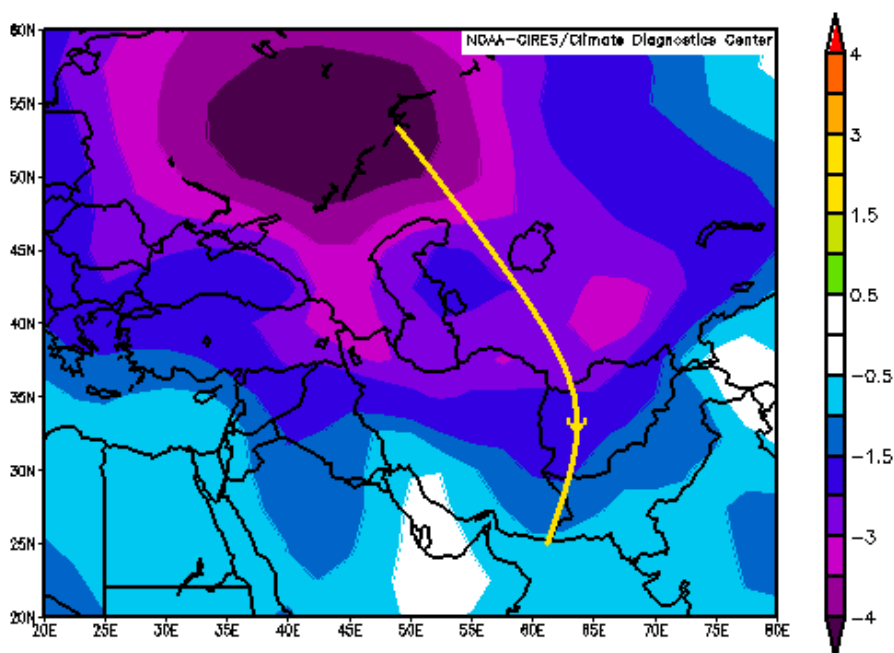 NOAA-CIRES/Climate Diagnostics Center
60N
55N
50N
45N
40N
35N
30N
25N
20N
20E 25E 30E 35E 40E 45E 50E 55E 60E 65E 70E 75E 80E
4
3
1.5
0.5
-0.5
-1.5
-3
-4